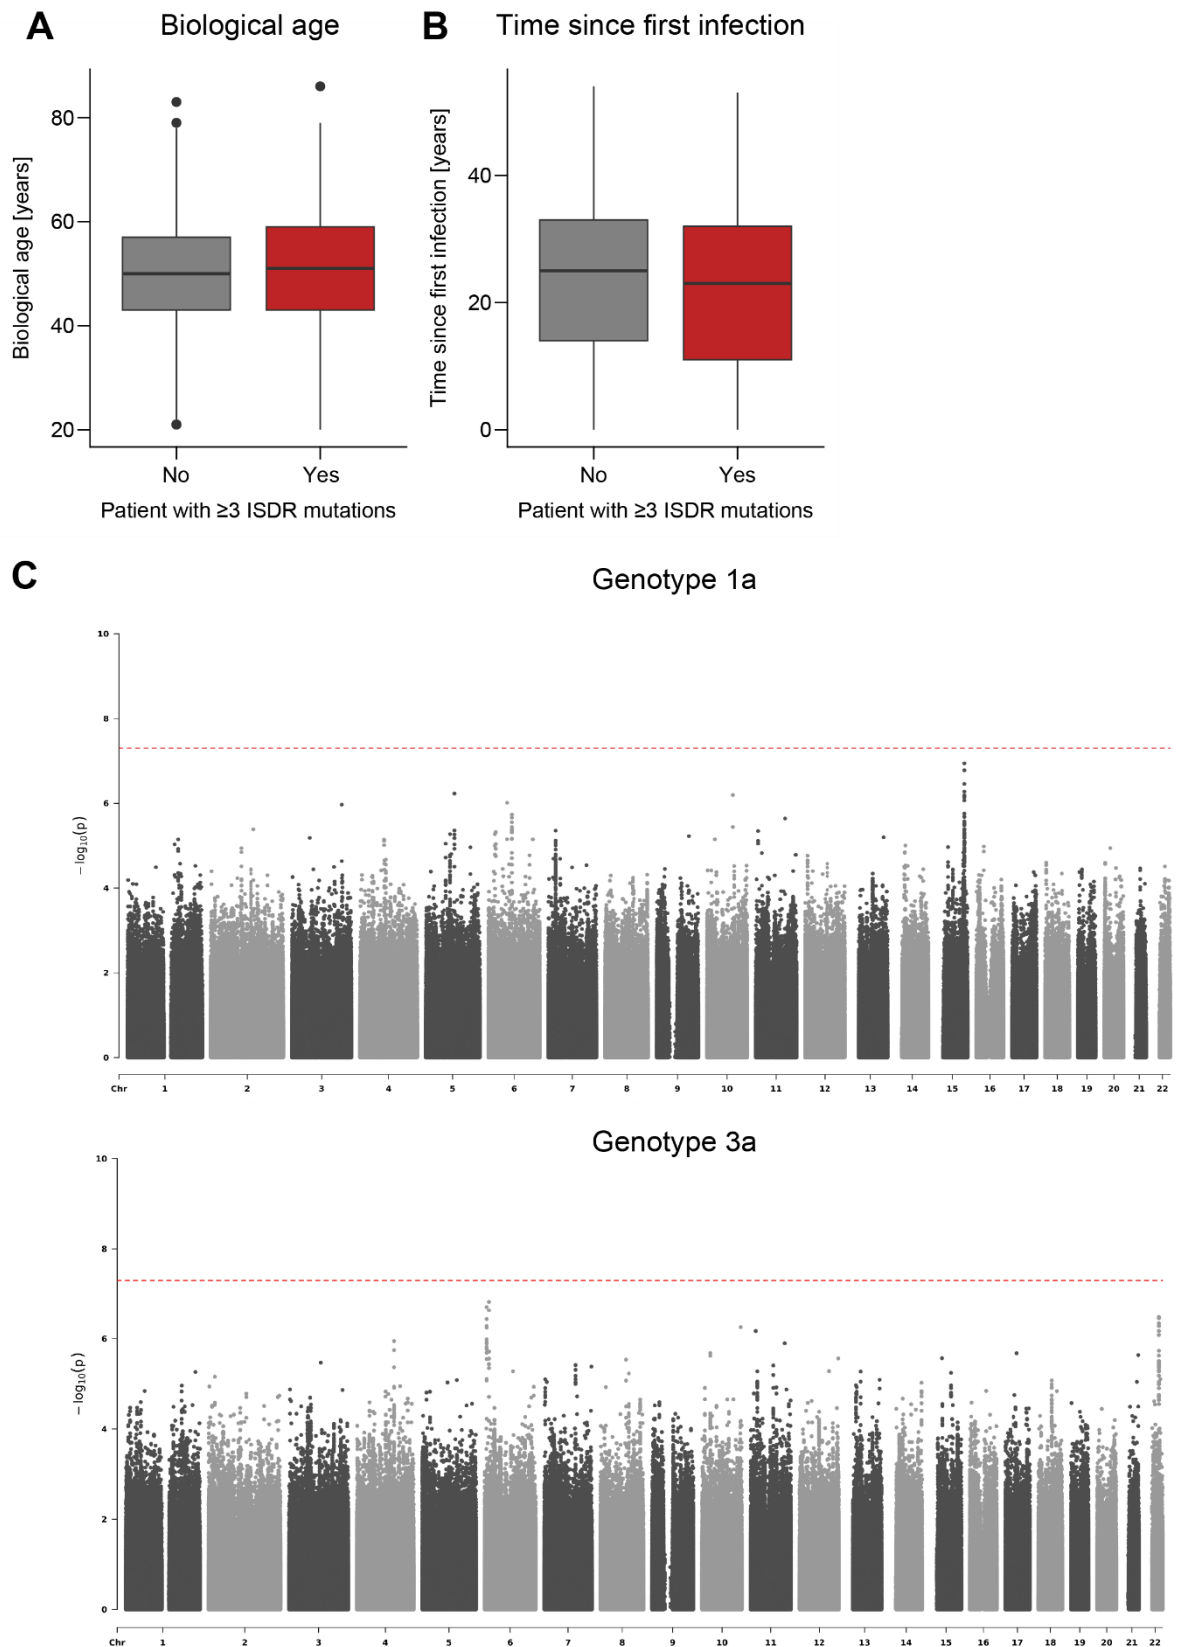 A Biological age
B Time since first infection
Biological age [years]
80
60
40
20
No Yes
Patient with ≥3 ISDR mutations
Time since first infection [years]
40
20
0
No Yes
Patient with ≥3 ISDR mutations
C
Genotype 1a
10
8
6
4
2
0
−log10(p)
Chr 1 2 3 4 5 6 7 8 9 10 11 12 13 14 15 16 17 18 19 20 21 22
Genotype 3a
10
8
6
4
2
0
−log10(p)
Chr 1 2 3 4 5 6 7 8 9 10 11 12 13 14 15 16 17 18 19 20 21 22